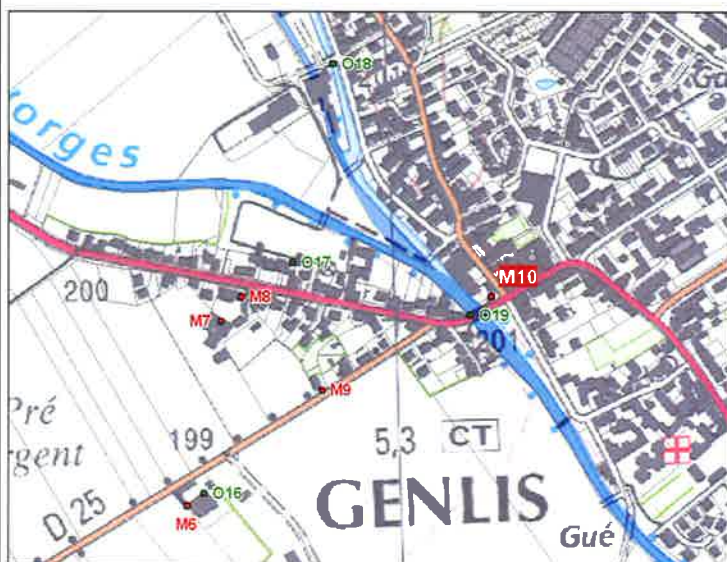 O18
orges
O17
M10
200
M8
M7
O19
201
M9
Pré
rgent
199
5,3
CT
O16
M6
D 25
GENLIS
Gué